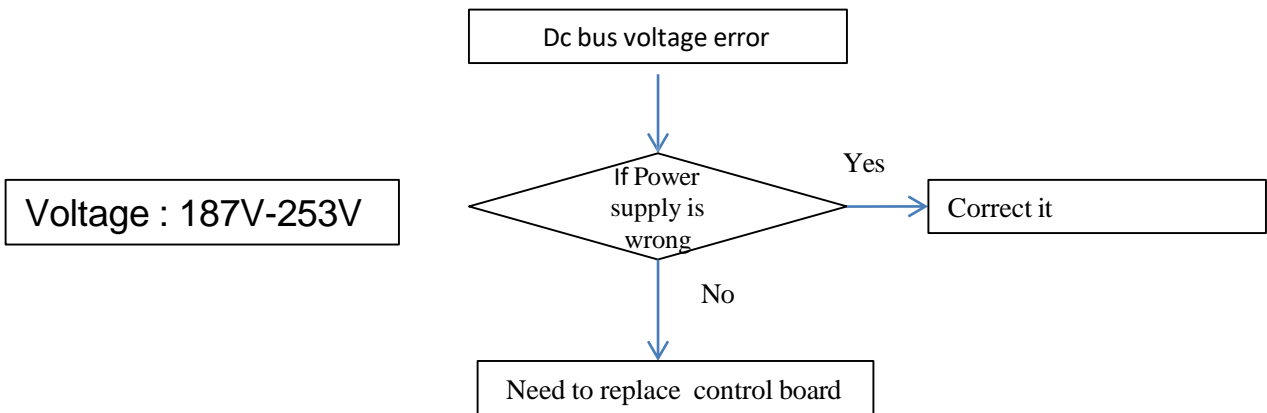 Dc bus voltage error
If Power
supply is
wrong
Yes
Voltage : 187V-253V
Correct it
No
Need to replace control board